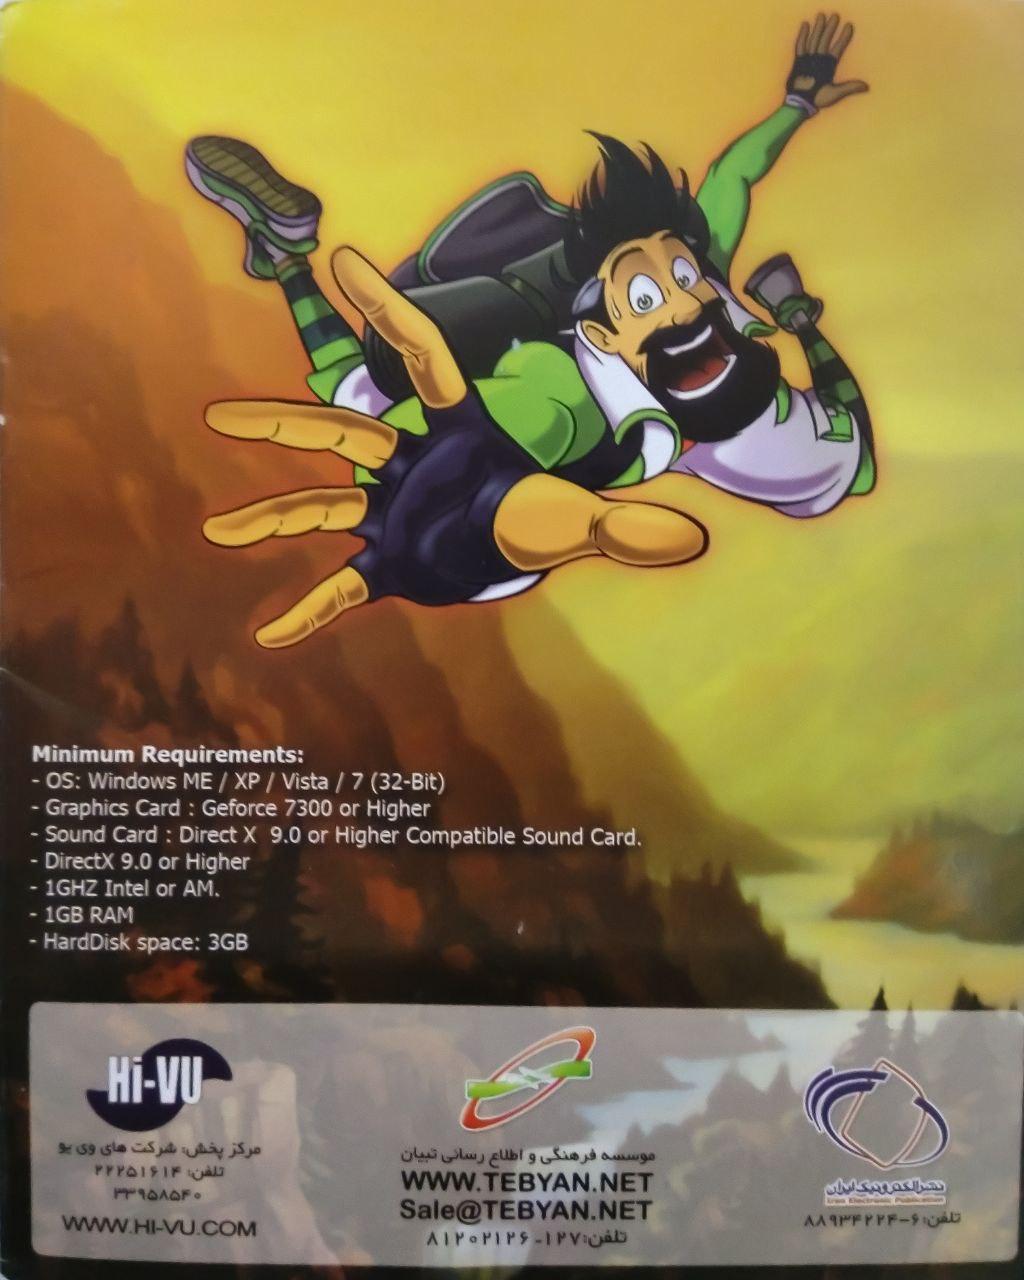 Minimum Requirements:
- OS: Windows ME / XP / Vista / 7 (32-Bit)
- Graphics Card : Geforce 7300 or Higher
- Sound Card : Direct X 9.0 or Higher Compatible Sound Card.
- DirectX 9.0 or Higher
- 1GHZ Intel or AM.
- 1GB RAM
- HardDisk space: 3GB
Hi-VU
مرکز پخش: شرکت های وی یو
تلفن: ۲۲۲۵۱۶۱۴
۳۳۹۵۸۵۴۰
WWW.HI-VU.COM
موسسه فرهنگی و اطلاع رسانی تبیان
WWW.TEBYAN.NET
Sale@TEBYAN.NET
تلفن: ۱۲۷-۸۱۲۰۲۱۲۶
نشر الکترونیک ایران
Iran Electronic Publication
تلفن: ۶-۸۸۹۳۴۲۲۴